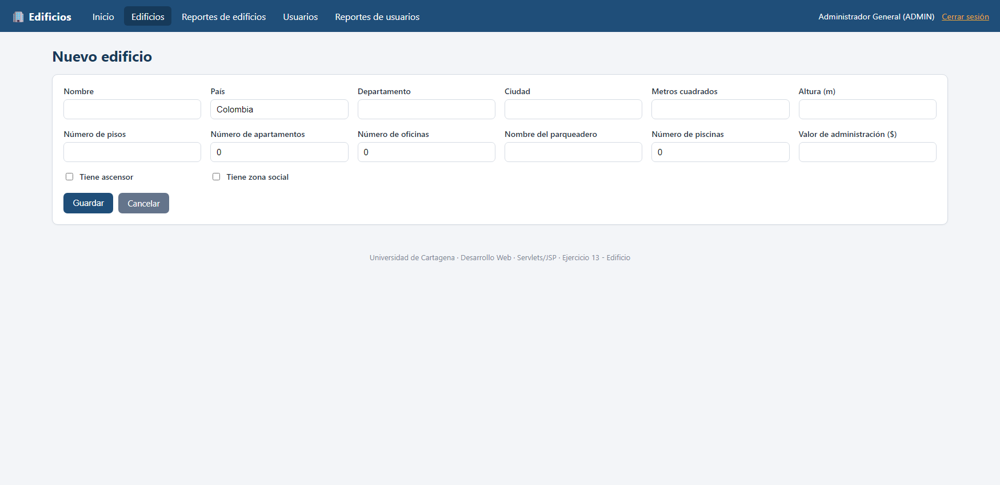 Edificios Inicio Edificios Reportes de edificios Usuarios Reportes de usuarios Administrador General (ADMIN) Cerrar sesión
Nuevo edificio
Nombre País Departamento Ciudad Metros cuadrados Altura (m)
Colombia
Número de pisos Número de apartamentos Número de oficinas Nombre del parqueadero Número de piscinas Valor de administración ($)
0 0 0
Tiene ascensor Tiene zona social
Guardar Cancelar
Universidad de Cartagena · Desarrollo Web · Servlets/JSP · Ejercicio 13 - Edificio